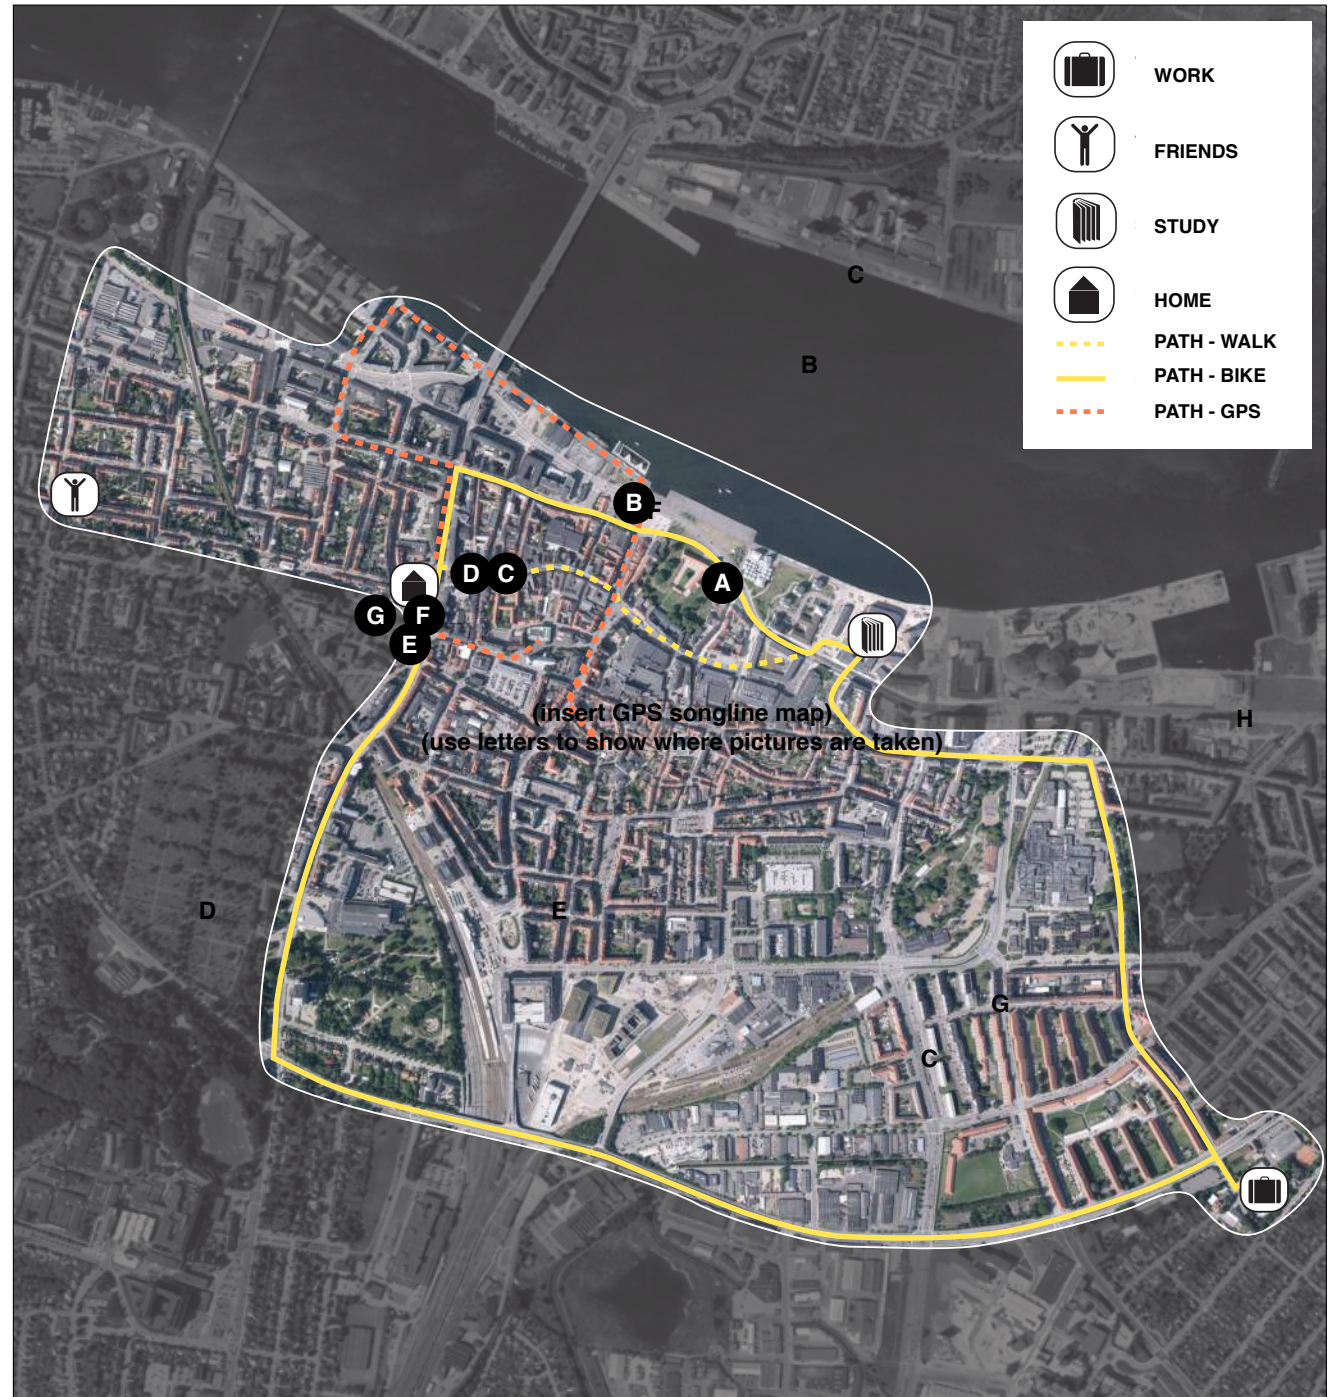 WORK
FRIENDS
STUDY
C
HOME
PATH - WALK
B
PATH - BIKE
PATH - GPS
B
F
D
C
A
G
F
E
(insert GPS songline map)
H
(use letters to show where pictures are taken)
D
E
G
C